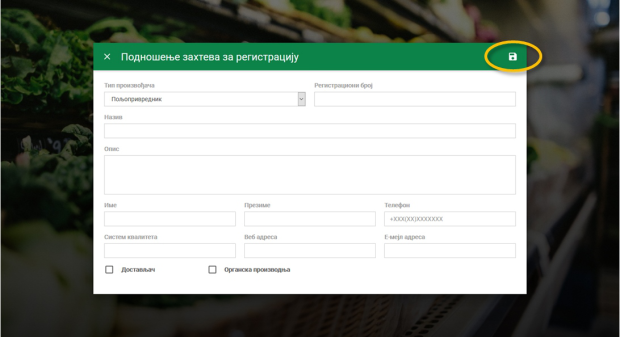 Подношење захтева за регистрацију
Тип произвођача Регистрациони број
Пољопривредник
Назив
Опис
Име Презиме Телефон
+XXX(XX)XXXXXXX
Систем квалитета Веб адреса Е-мејл адреса
Достављач Органска производња